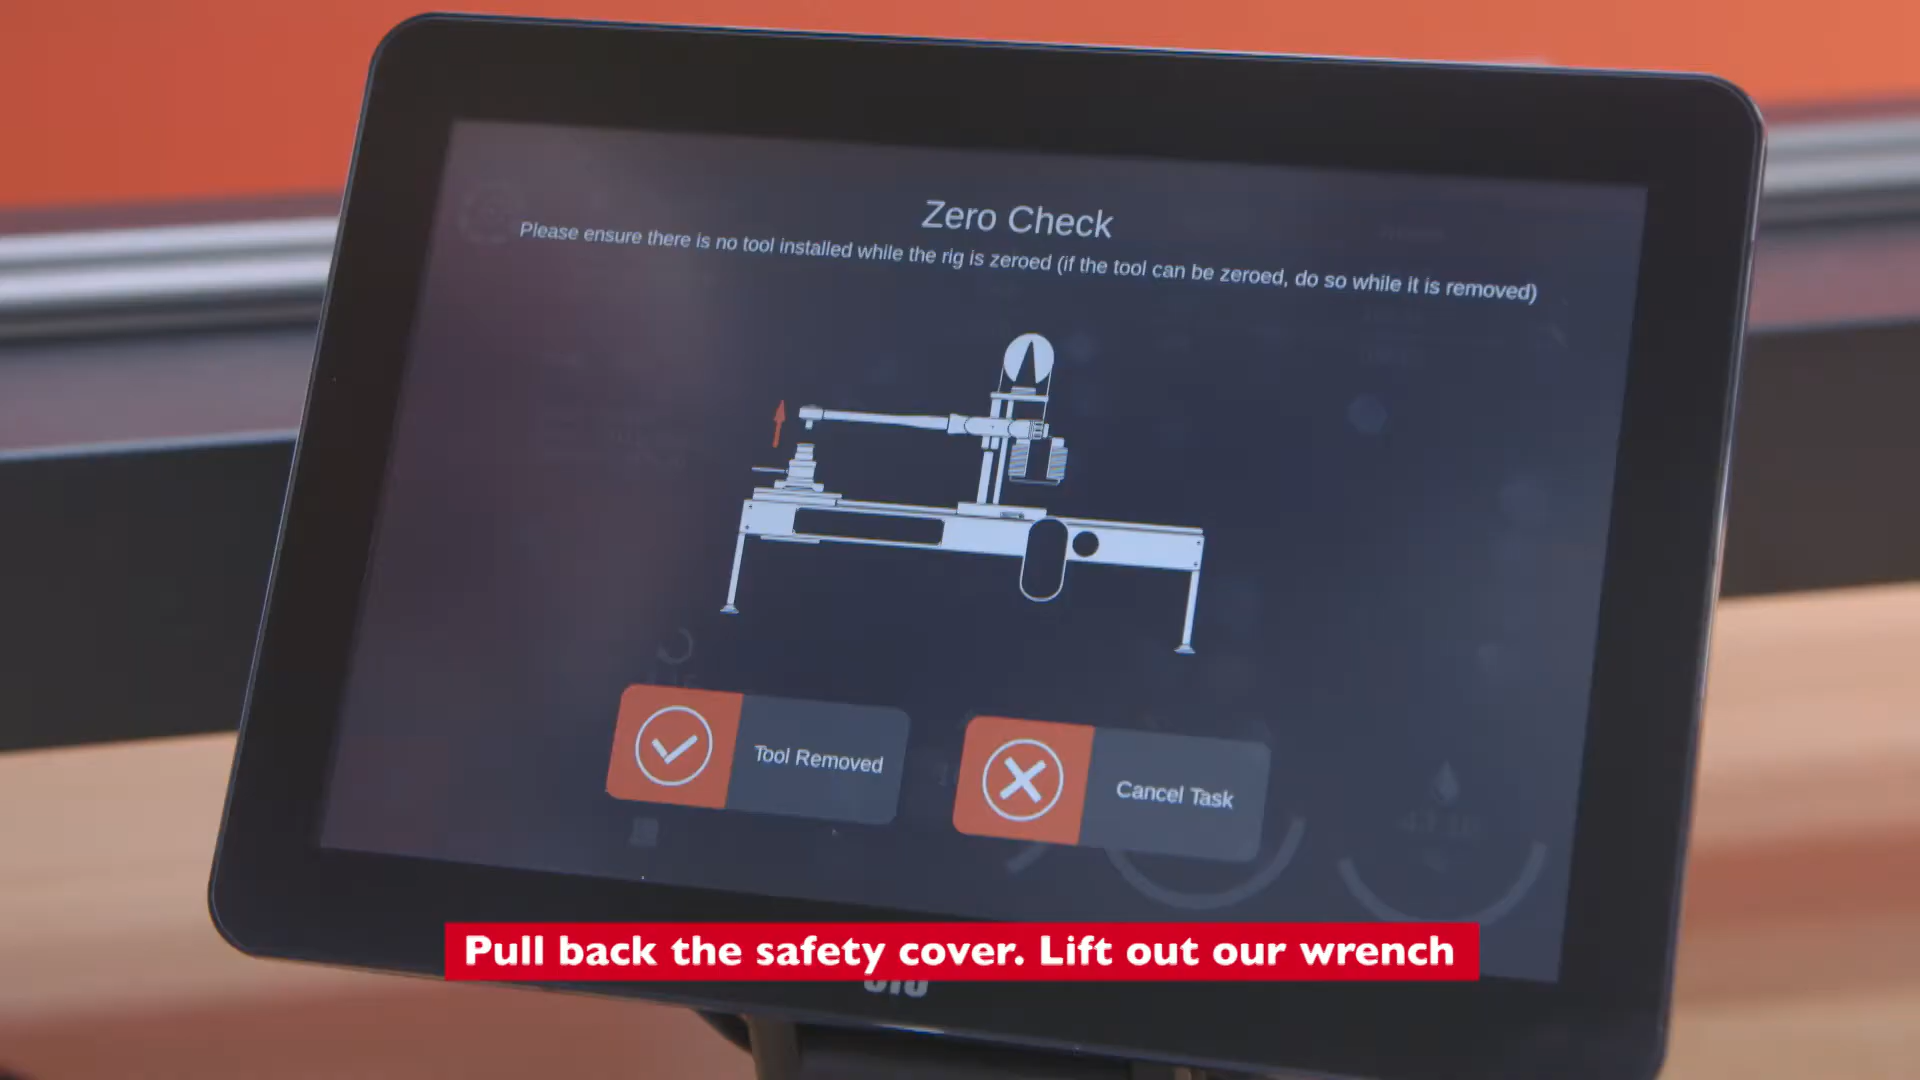 Zero Check
Please ensure there is no tool installed while the rig is zeroed (if the tool can be zeroed, do so while it is removed)
Tool Removed
Cancel Task
Pull back the safety cover. Lift out our wrench